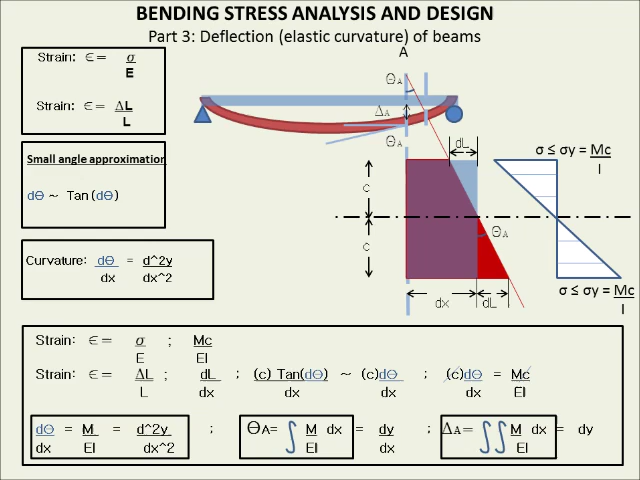 BENDING STRESS ANALYSIS AND DESIGN
Part 3: Deflection (elastic curvature) of beams
A
Strain: ∈= σ
E
Strain: ∈= ΔL
L
Small angle approximation
dΘ ~ Tan(dΘ)
Curvature: dΘ = d^2y
dx dx^2
ΘA
ΔA
ΘA
dL
c
c
ΘA
dx dL
σ ≤ σy = Mc
I
σ ≤ σy = Mc
I
Strain: ∈= σ ; Mc
E EI
Strain: ∈= ΔL ; dL ; (c) Tan(dΘ) ~ (c)dΘ ; (c)dΘ = Mc
L dx dx dx dx EI
dΘ = M = d^2y ; ΘA= ∫ M dx = dy ; ΔA= ∫∫ M dx = dy
dx EI dx^2 EI dx EI